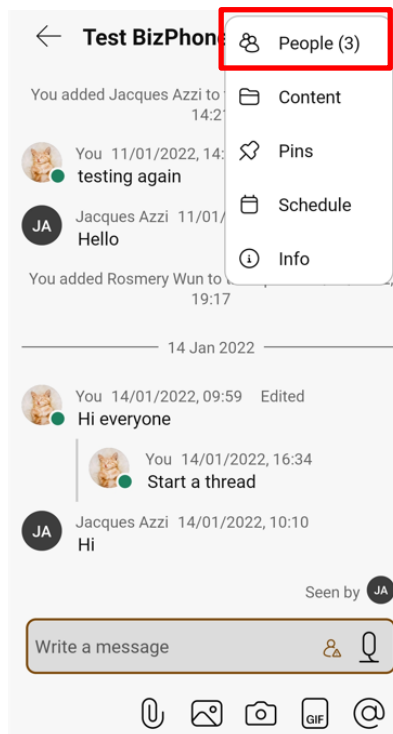 Test BizPhone
People (3)
You added Jacques Azzi to
14:21
Content
You 11/01/2022, 14:
testing again
Pins
JA
Jacques Azzi 11/01/
Hello
Schedule
Info
You added Rosmery Wun to
19:17
14 Jan 2022
You 14/01/2022, 09:59 Edited
Hi everyone
You 14/01/2022, 16:34
Start a thread
JA
Jacques Azzi 14/01/2022, 10:10
Hi
Seen by JA
Write a message
GIF @